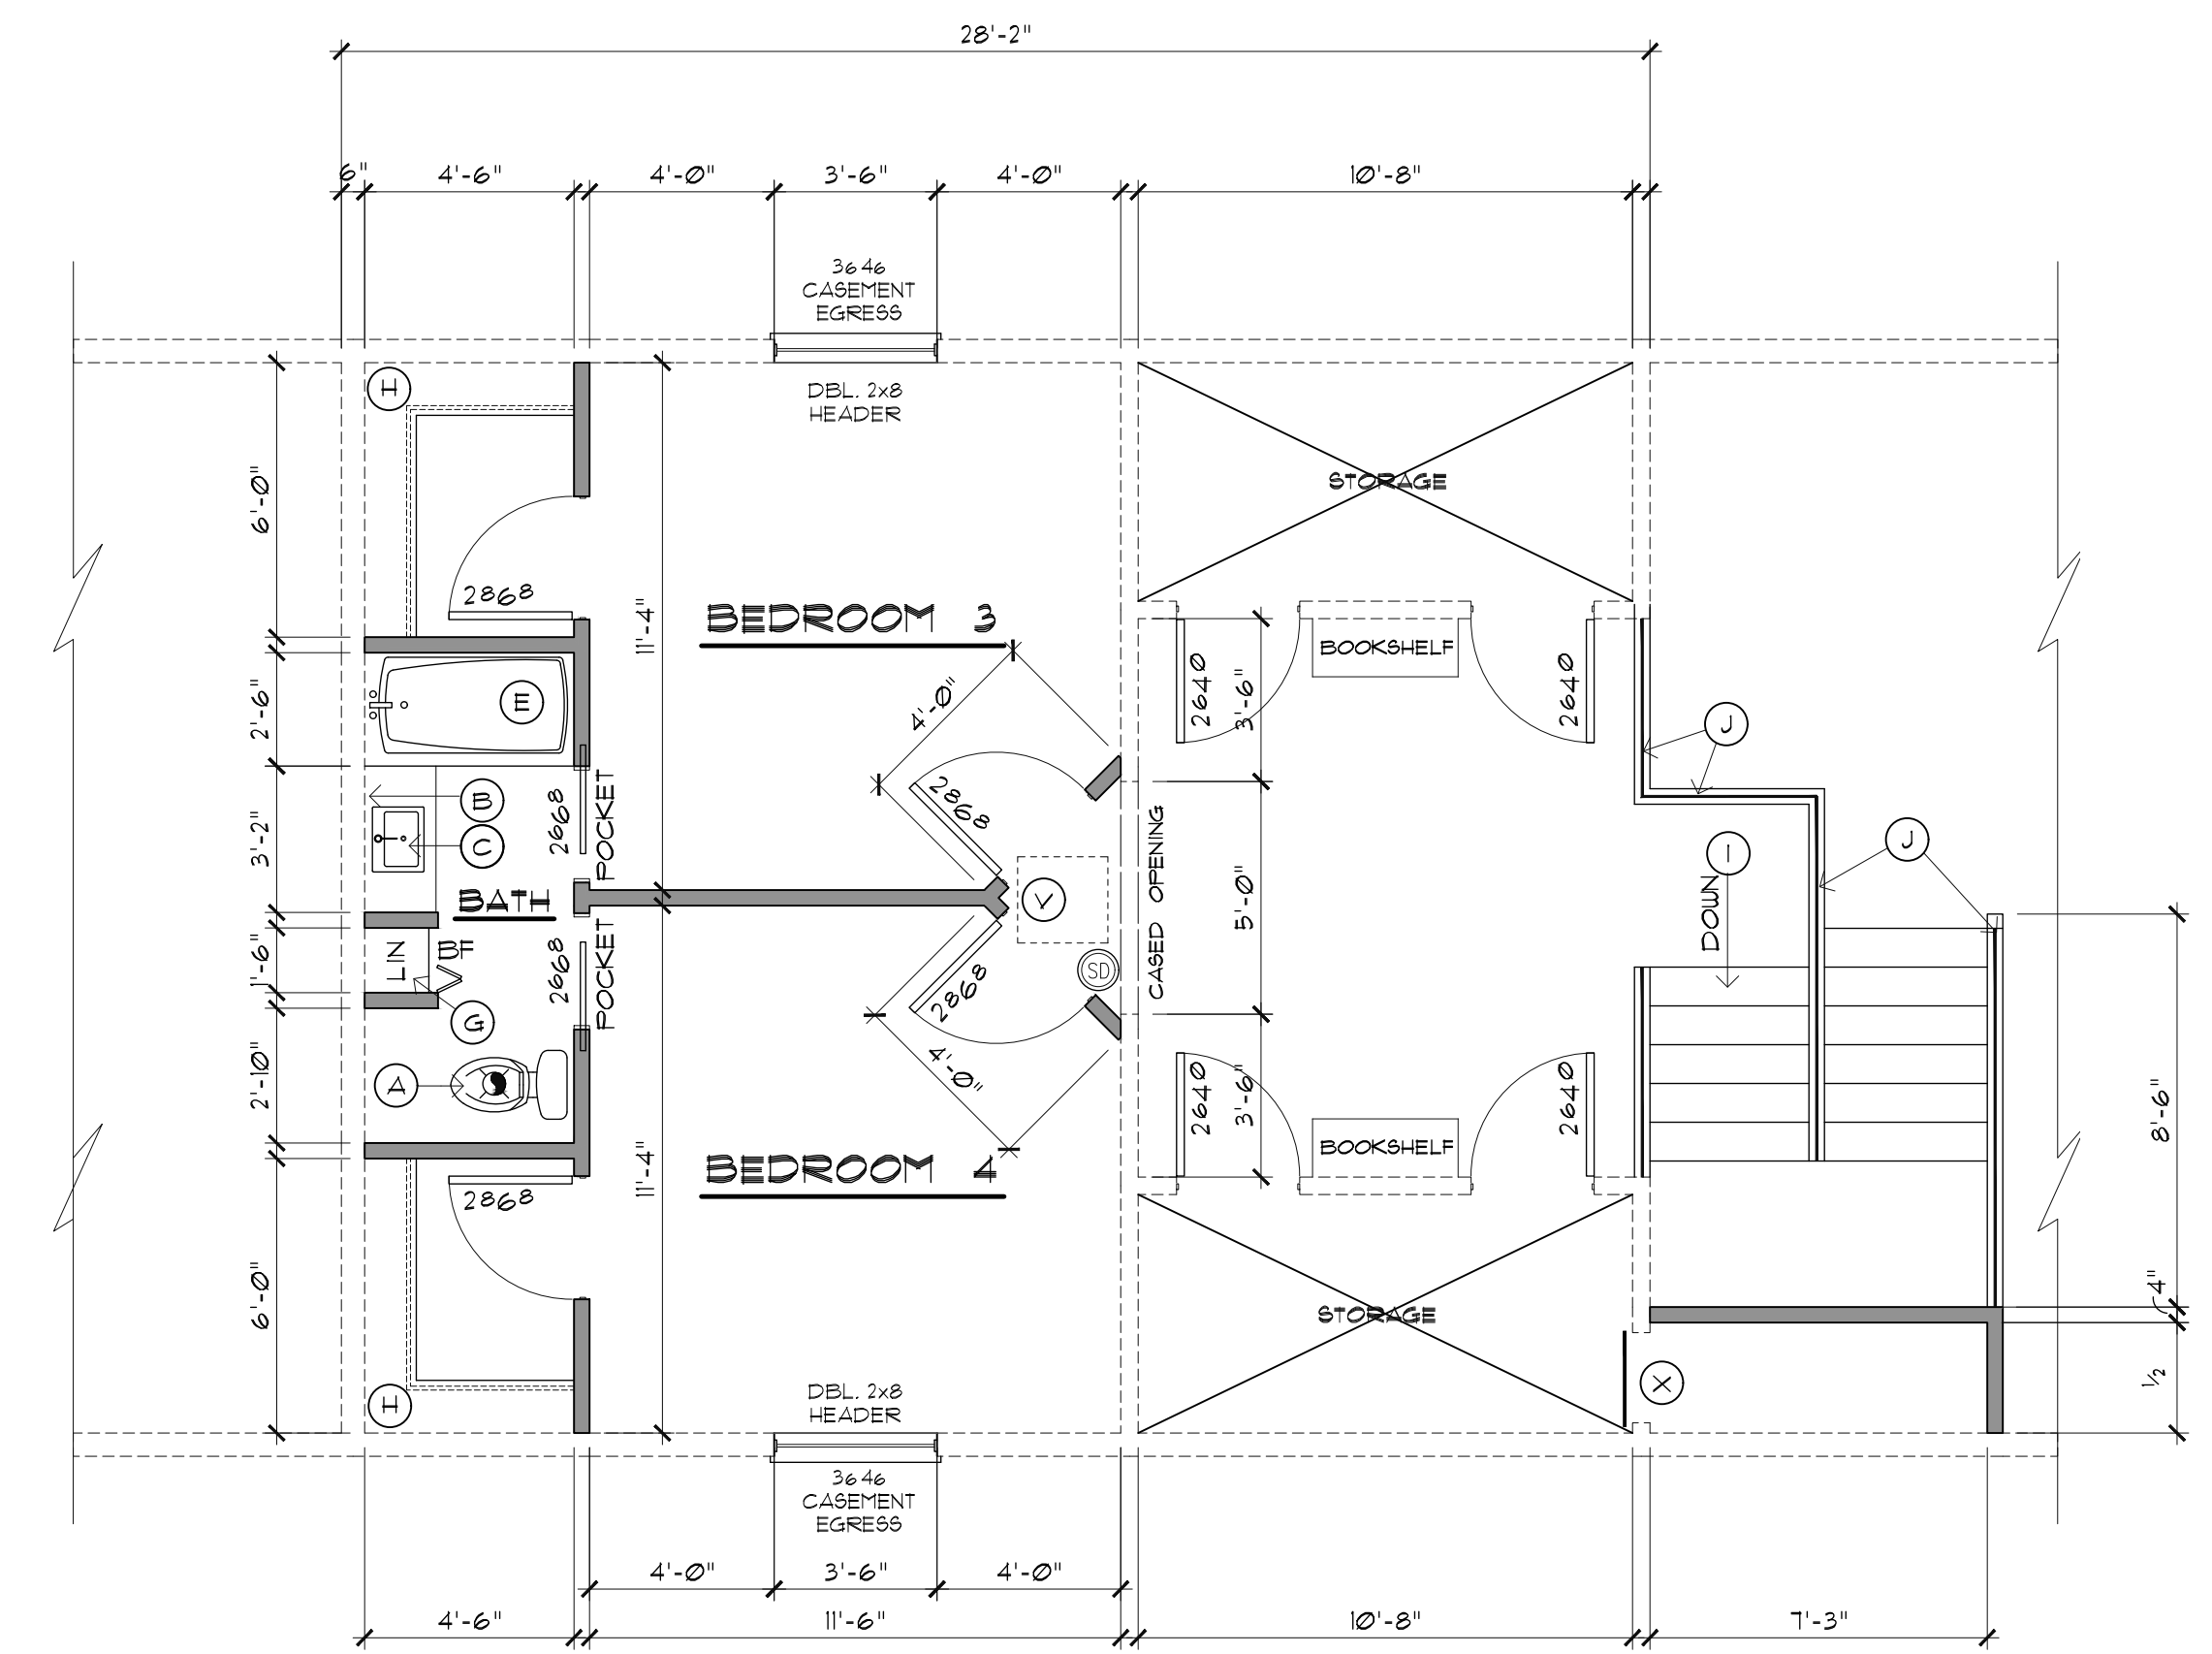 28'-2"
6"
4'-6"
4'-0"
3'-6"
4'-0"
10'-8"
3646
CASEMENT
EGRESS
H
DBL. 2x8
HEADER
STORAGE
6'-0"
2868
11'-4"
BEDROOM 3
BOOKSHELF
2640
3'-6"
2640
2'-6"
E
4'-0"
J
B
C
3'-2"
2668
POCKET
2868
CASED OPENING
I
J
BATH
V
5'-0"
DOWN
LIN
BF
1'-6"
2668
POCKET
SD
2868
G
A
2'-10"
4'-0"
2640
3'-6"
2640
8'-6"
BOOKSHELF
11'-4"
BEDROOM 4
2868
6'-0"
STORAGE
4"
H
DBL. 2x8
HEADER
X
1/2
3646
CASEMENT
EGRESS
4'-0"
3'-6"
4'-0"
4'-6"
11'-6"
10'-8"
7'-3"